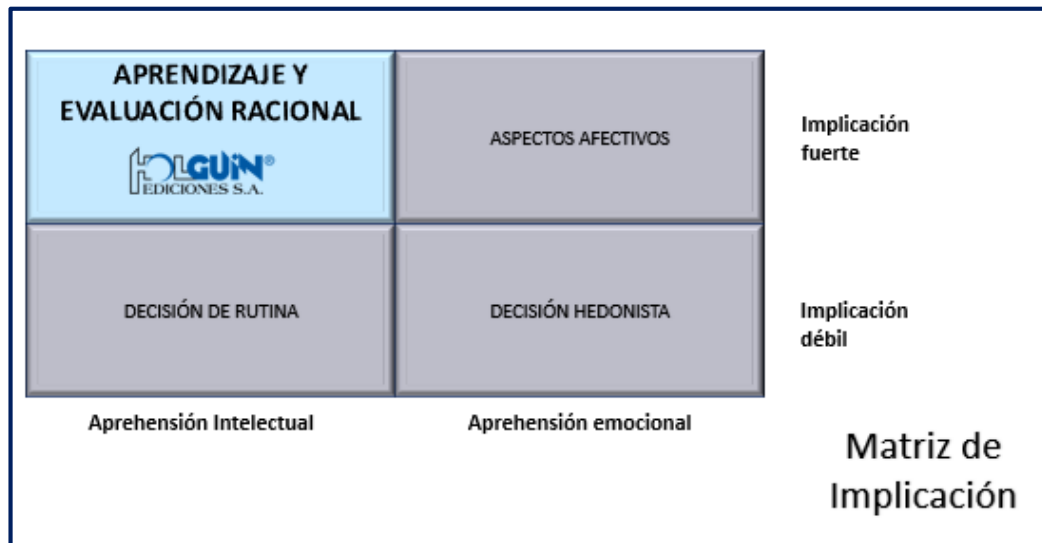 APRENDIZAJE Y
EVALUACIÓN RACIONAL
HOLGUIN®
EDICIONES S.A.
ASPECTOS AFECTIVOS
Implicación
fuerte
DECISIÓN DE RUTINA
DECISIÓN HEDONISTA
Implicación
débil
Aprehensión Intelectual
Aprehensión emocional
Matriz de
Implicación